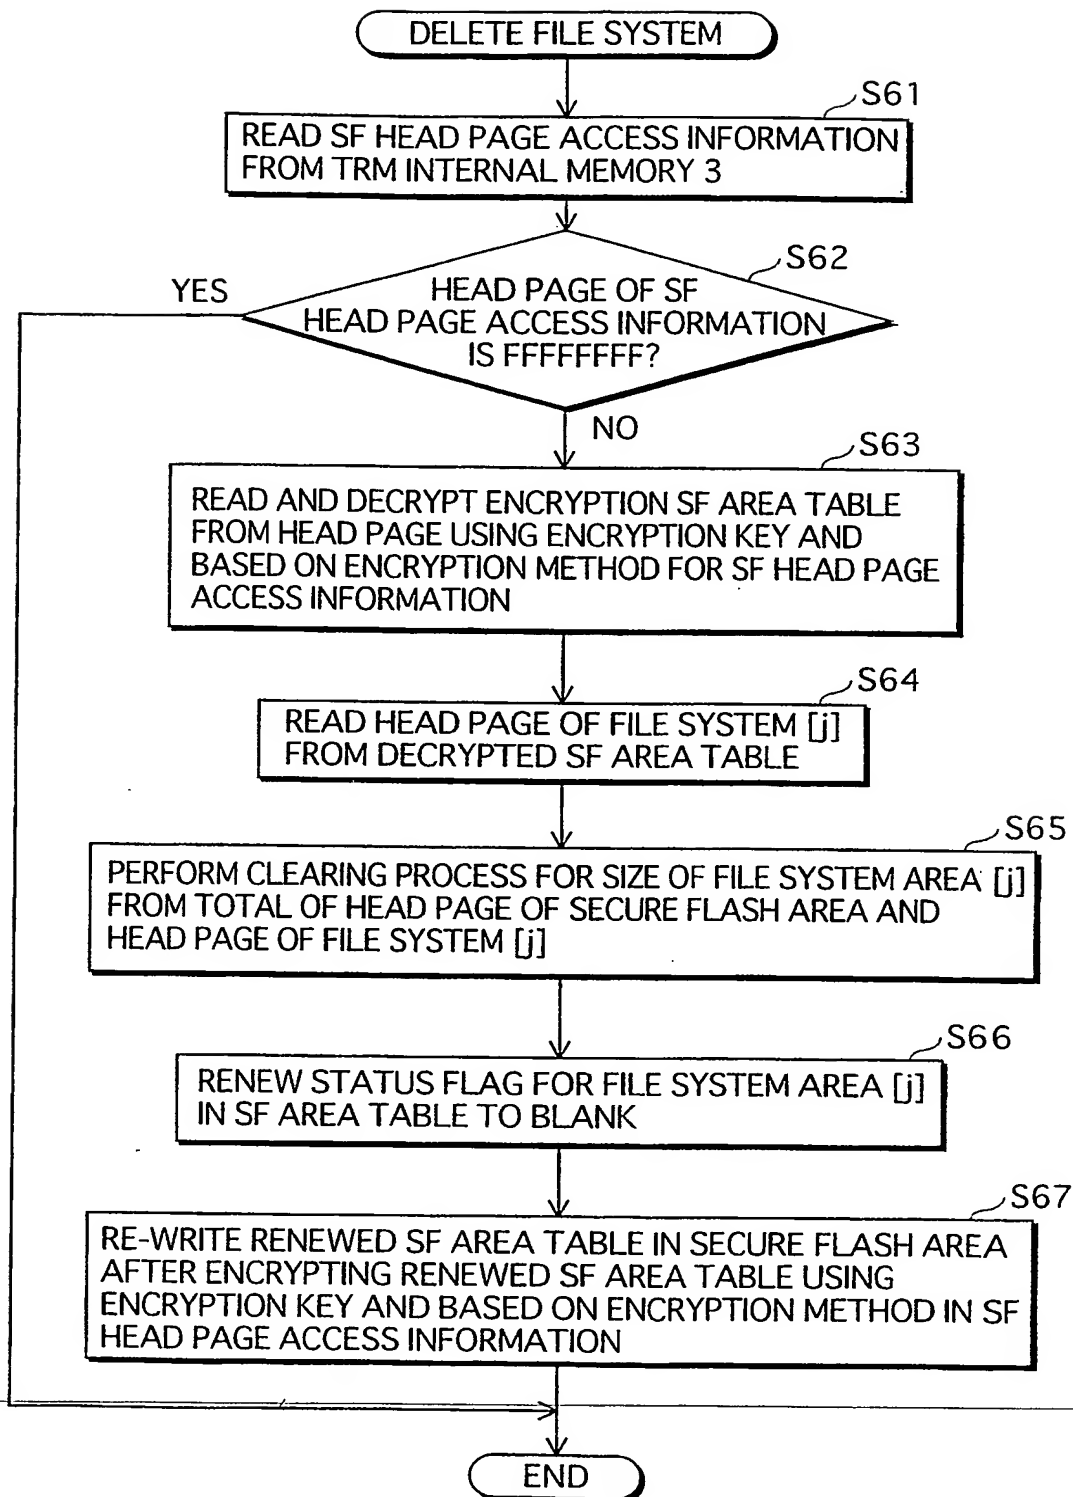 DELETE FILE SYSTEM
S61
READ SF HEAD PAGE ACCESS INFORMATION
FROM TRM INTERNAL MEMORY 3
S62
YES
HEAD PAGE OF SF
HEAD PAGE ACCESS INFORMATION
IS FFFFFFFF?
NO
S63
READ AND DECRYPT ENCRYPTION SF AREA TABLE
FROM HEAD PAGE USING ENCRYPTION KEY AND
BASED ON ENCRYPTION METHOD FOR SF HEAD PAGE
ACCESS INFORMATION
S64
READ HEAD PAGE OF FILE SYSTEM [j]
FROM DECRYPTED SF AREA TABLE
S65
PERFORM CLEARING PROCESS FOR SIZE OF FILE SYSTEM AREA [j]
FROM TOTAL OF HEAD PAGE OF SECURE FLASH AREA AND
HEAD PAGE OF FILE SYSTEM [j]
S66
RENEW STATUS FLAG FOR FILE SYSTEM AREA [j]
IN SF AREA TABLE TO BLANK
S67
RE-WRITE RENEWED SF AREA TABLE IN SECURE FLASH AREA
AFTER ENCRYPTING RENEWED SF AREA TABLE USING
ENCRYPTION KEY AND BASED ON ENCRYPTION METHOD IN SF
HEAD PAGE ACCESS INFORMATION
END